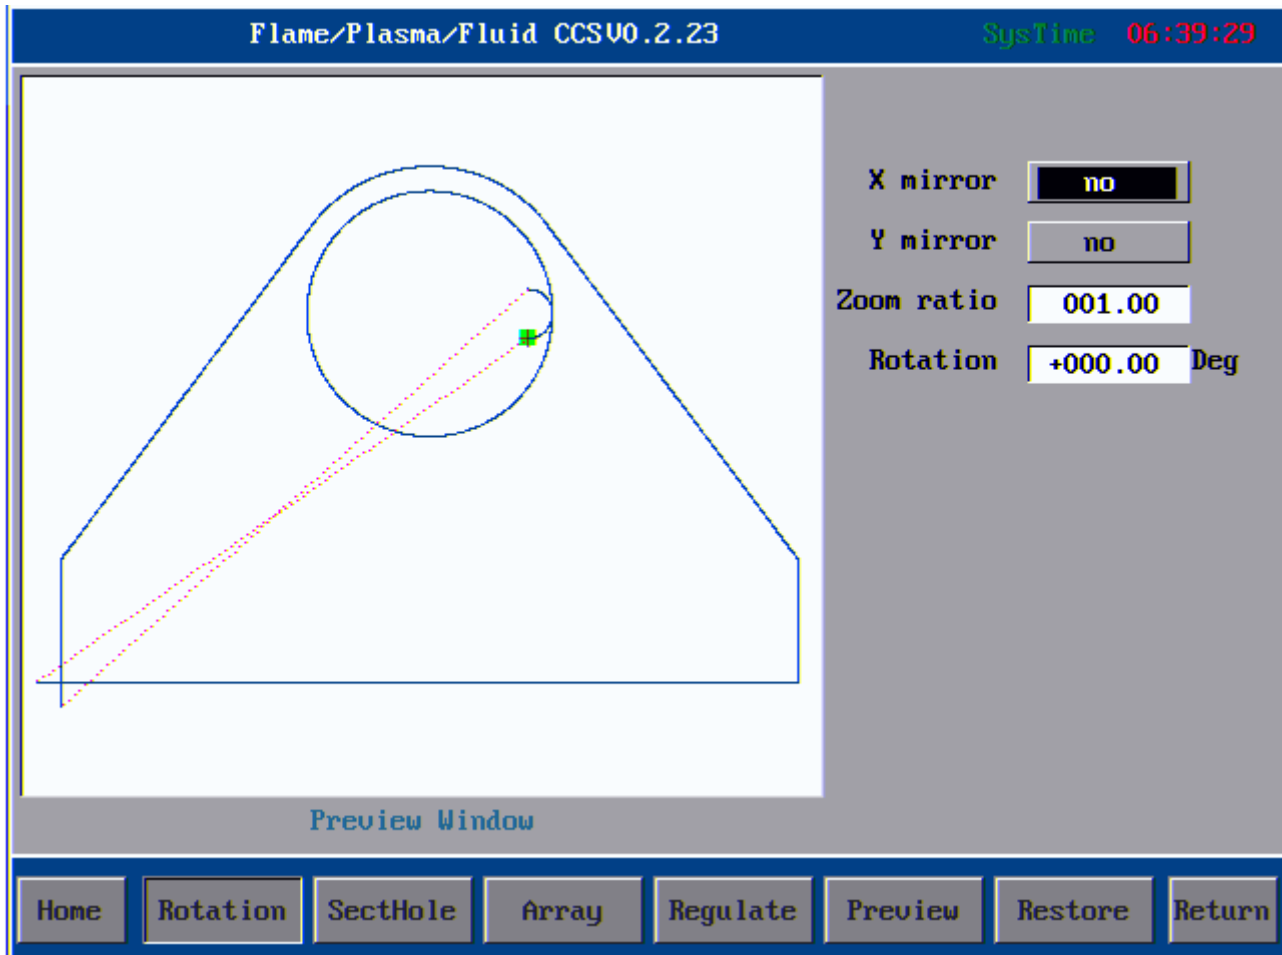 Flame/Plasma/Fluid CCSV0.2.23 SysTime 06:39:29
X mirror no
Y mirror no
Zoom ratio 001.00
Rotation +000.00 Deg
Preview Window
Home Rotation SectHole Array Regulate Preview Restore Return